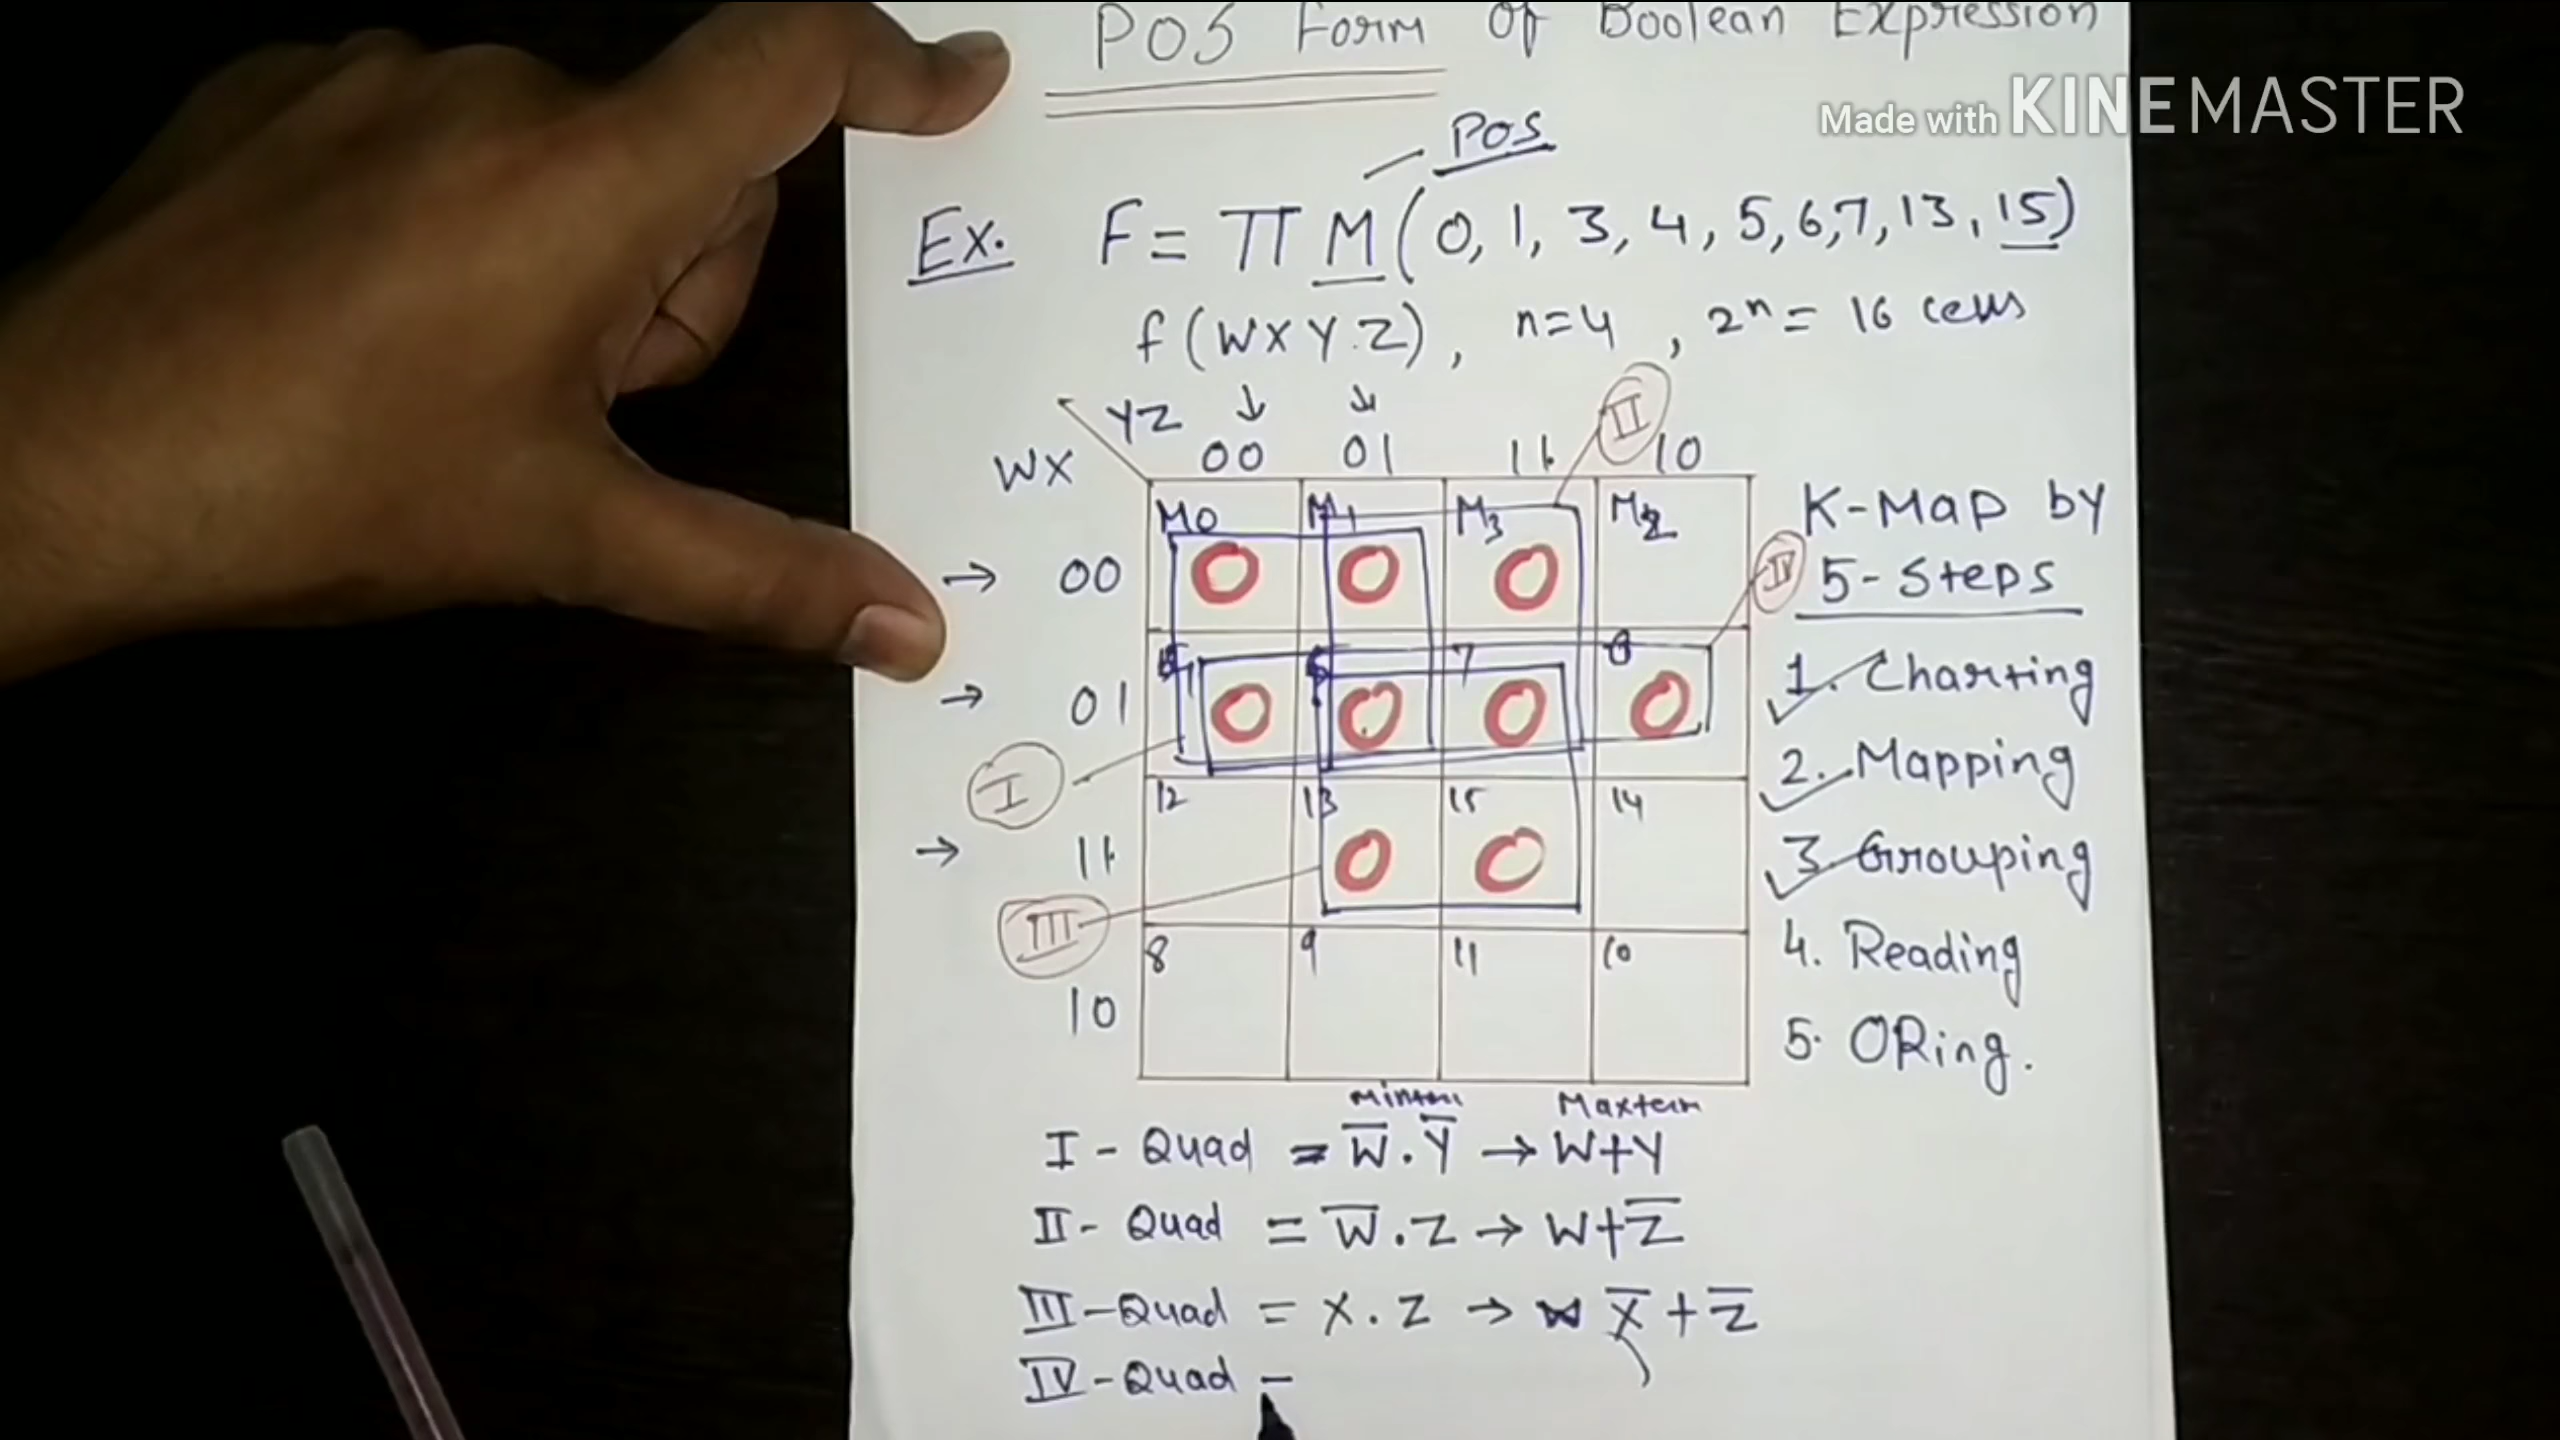 POS Form Of Boolean Expression
Made with KINEMASTER
POS
Ex. F = π M (0, 1, 3, 4, 5, 6, 7, 13, 15)
f (W X Y. Z), n=4, 2ⁿ = 16 cells
II
YZ ↓ ↓
WX 00 01 11 10
M0 M1 M3 M2
→ 00 0 0 0
IV
4 5 7 6
→ 01 0 0 0 0
I
12 13 15 14
→ 11 0 0
III
8 9 11 10
10
K-Map by
5-Steps
1. Charting
2. Mapping
3. Grouping
4. Reading
5. ORing.
Minterm Maxterm
I - Quad = W̅ . Y̅ → W+Y
II - Quad = W̅ . Z → W+Z̅
III - Quad = X . Z → X̅ + Z̅
IV - Quad –